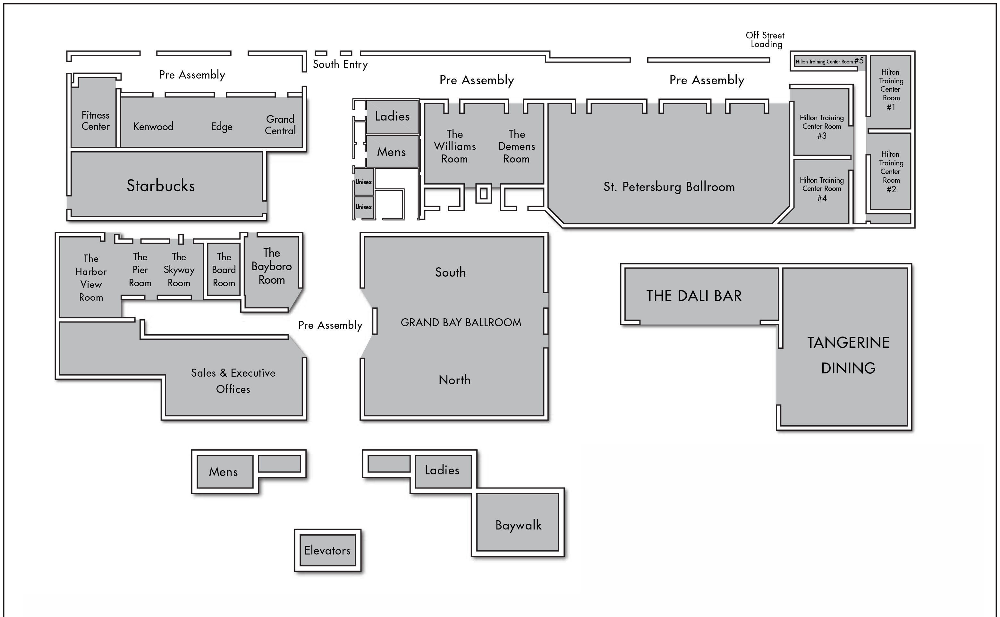 Off Street
Loading
South Entry
Pre Assembly
Pre Assembly
Pre Assembly
Hilton Training Center Room #5
Hilton
Training
Center
Room
#1
Fitness
Center
Kenwood
Edge
Grand
Central
Ladies
Mens
Unisex
Unisex
The
Williams
Room
The
Demens
Room
St. Petersburg Ballroom
Hilton Training
Center Room
#3
Hilton Training
Center Room
#4
Hilton
Training
Center
Room
#2
Starbucks
The
Harbor
View
Room
The
Pier
Room
The
Skyway
Room
The
Board
Room
The
Bayboro
Room
Pre Assembly
South
GRAND BAY BALLROOM
North
THE DALI BAR
TANGERINE
DINING
Sales & Executive
Offices
Mens
Ladies
Baywalk
Elevators